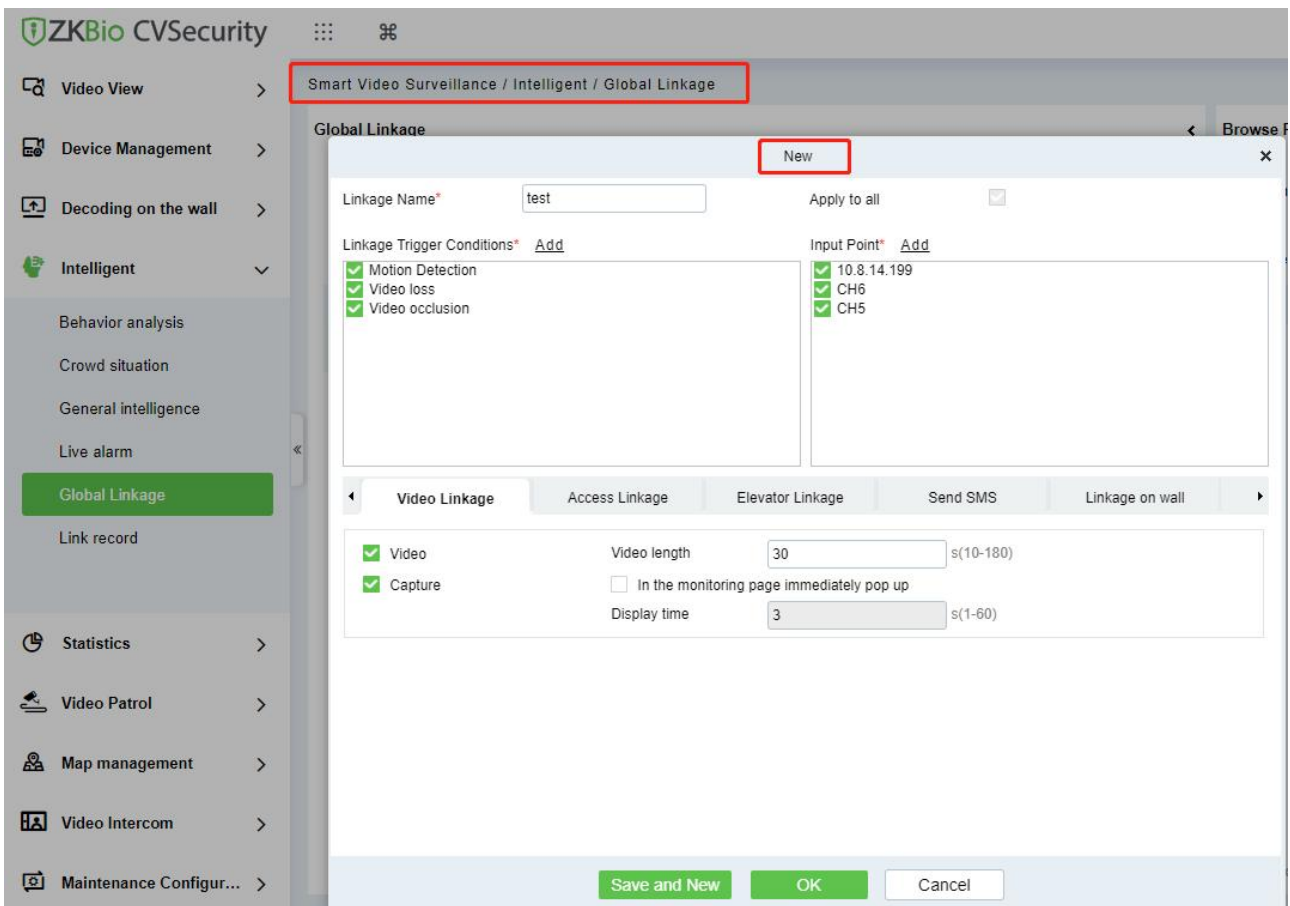 ZKBio CVSecurity
Video View
Device Management
Decoding on the wall
Intelligent
Behavior analysis
Crowd situation
General intelligence
Live alarm
Global Linkage
Link record
Statistics
Video Patrol
Map management
Video Intercom
Maintenance Configur...
Smart Video Surveillance / Intelligent / Global Linkage
Global Linkage
Browse
New
Linkage Name* test
Apply to all
Linkage Trigger Conditions* Add
Motion Detection
Video loss
Video occlusion
Input Point* Add
10.8.14.199
CH6
CH5
Video Linkage Access Linkage Elevator Linkage Send SMS Linkage on wall
Video Video length 30 s(10-180)
Capture In the monitoring page immediately pop up
Display time 3 s(1-60)
Save and New OK Cancel